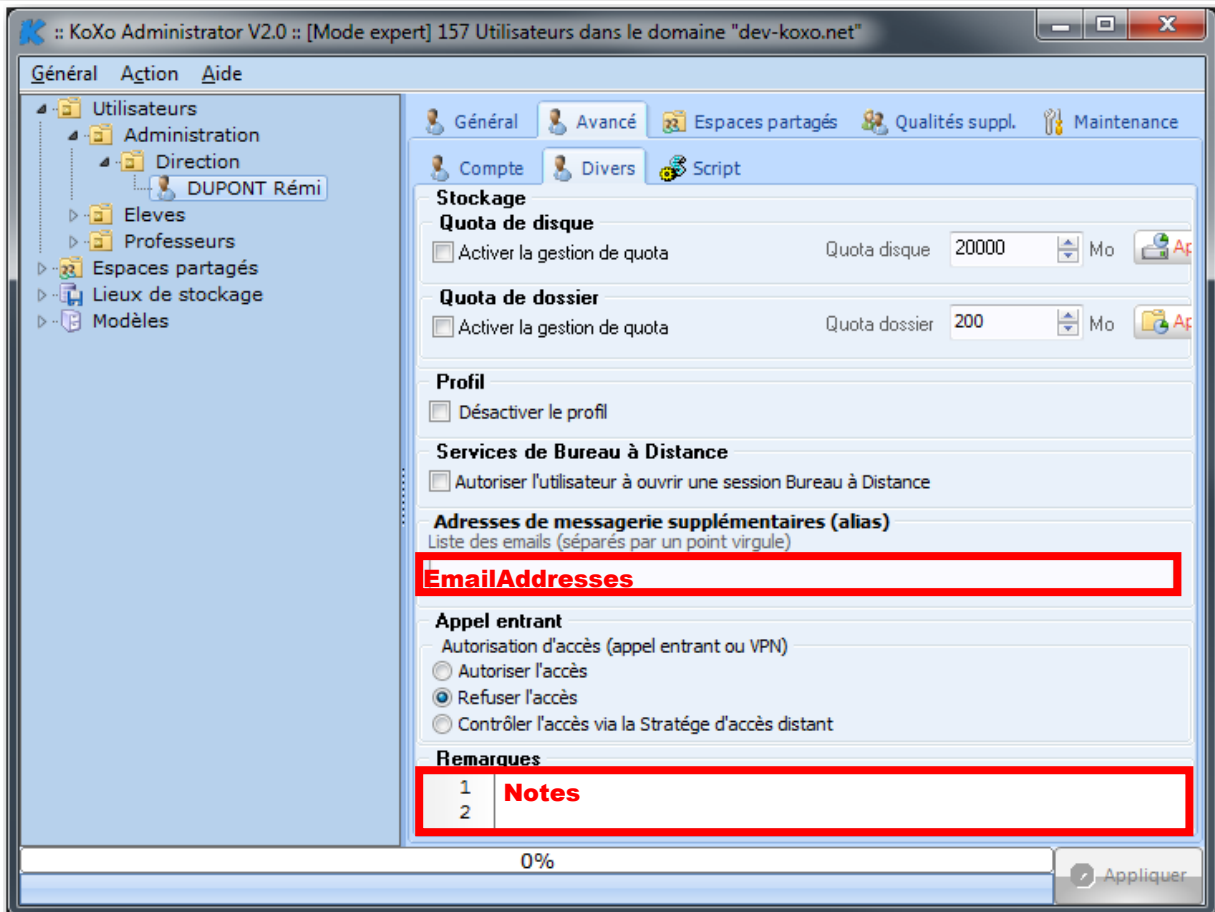 :: KoXo Administrator V2.0 :: [Mode expert] 157 Utilisateurs dans le domaine "dev-koxo.net"
Général Action Aide
Utilisateurs
Administration
Direction
DUPONT Rémi
Eleves
Professeurs
Espaces partagés
Lieux de stockage
Modèles
Général Avancé Espaces partagés Qualités suppl. Maintenance
Compte Divers Script
Stockage
Quota de disque
Activer la gestion de quota Quota disque 20000 Mo Ap
Quota de dossier
Activer la gestion de quota Quota dossier 200 Mo Ap
Profil
Désactiver le profil
Services de Bureau à Distance
Autoriser l'utilisateur à ouvrir une session Bureau à Distance
Adresses de messagerie supplémentaires (alias)
Liste des emails (séparés par un point virgule)
EmailAddresses
Appel entrant
Autorisation d'accès (appel entrant ou VPN)
Autoriser l'accès
Refuser l'accès
Contrôler l'accès via la Stratége d'accès distant
Remarques
1 Notes
2
0%
Appliquer